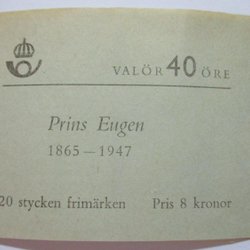 VALÖR 40 ÖRE
Prins Eugen
1865 – 1947
20 stycken frimärken Pris 8 kronor